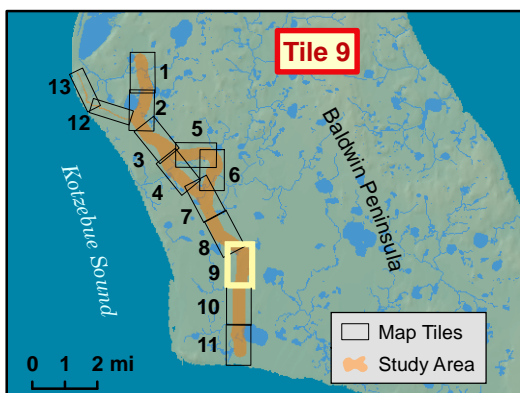 Tile 9
13
1
2
12
5
3
6
4
7
8
9
10
11
Kotzebue Sound
Baldwin Peninsula
Map Tiles
Study Area
0 1 2 mi